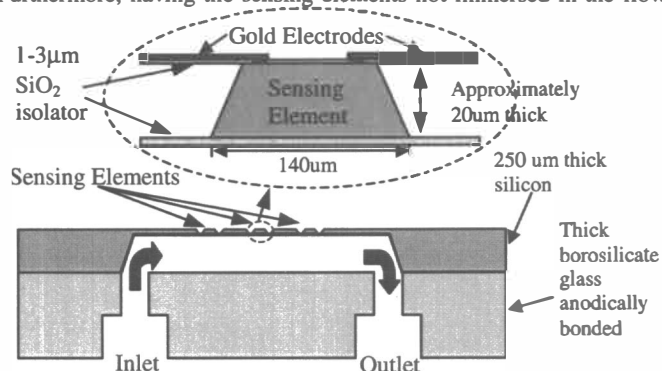 Furthermore, having the sensing elements not immersed in the flow
Gold Electrodes
1-3µm
SiO2
isolator
Sensing
Element
Approximately
20um thick
140um
Sensing Elements
250 um thick
silicon
Thick
borosilicate
glass
anodically
bonded
Inlet
Outlet